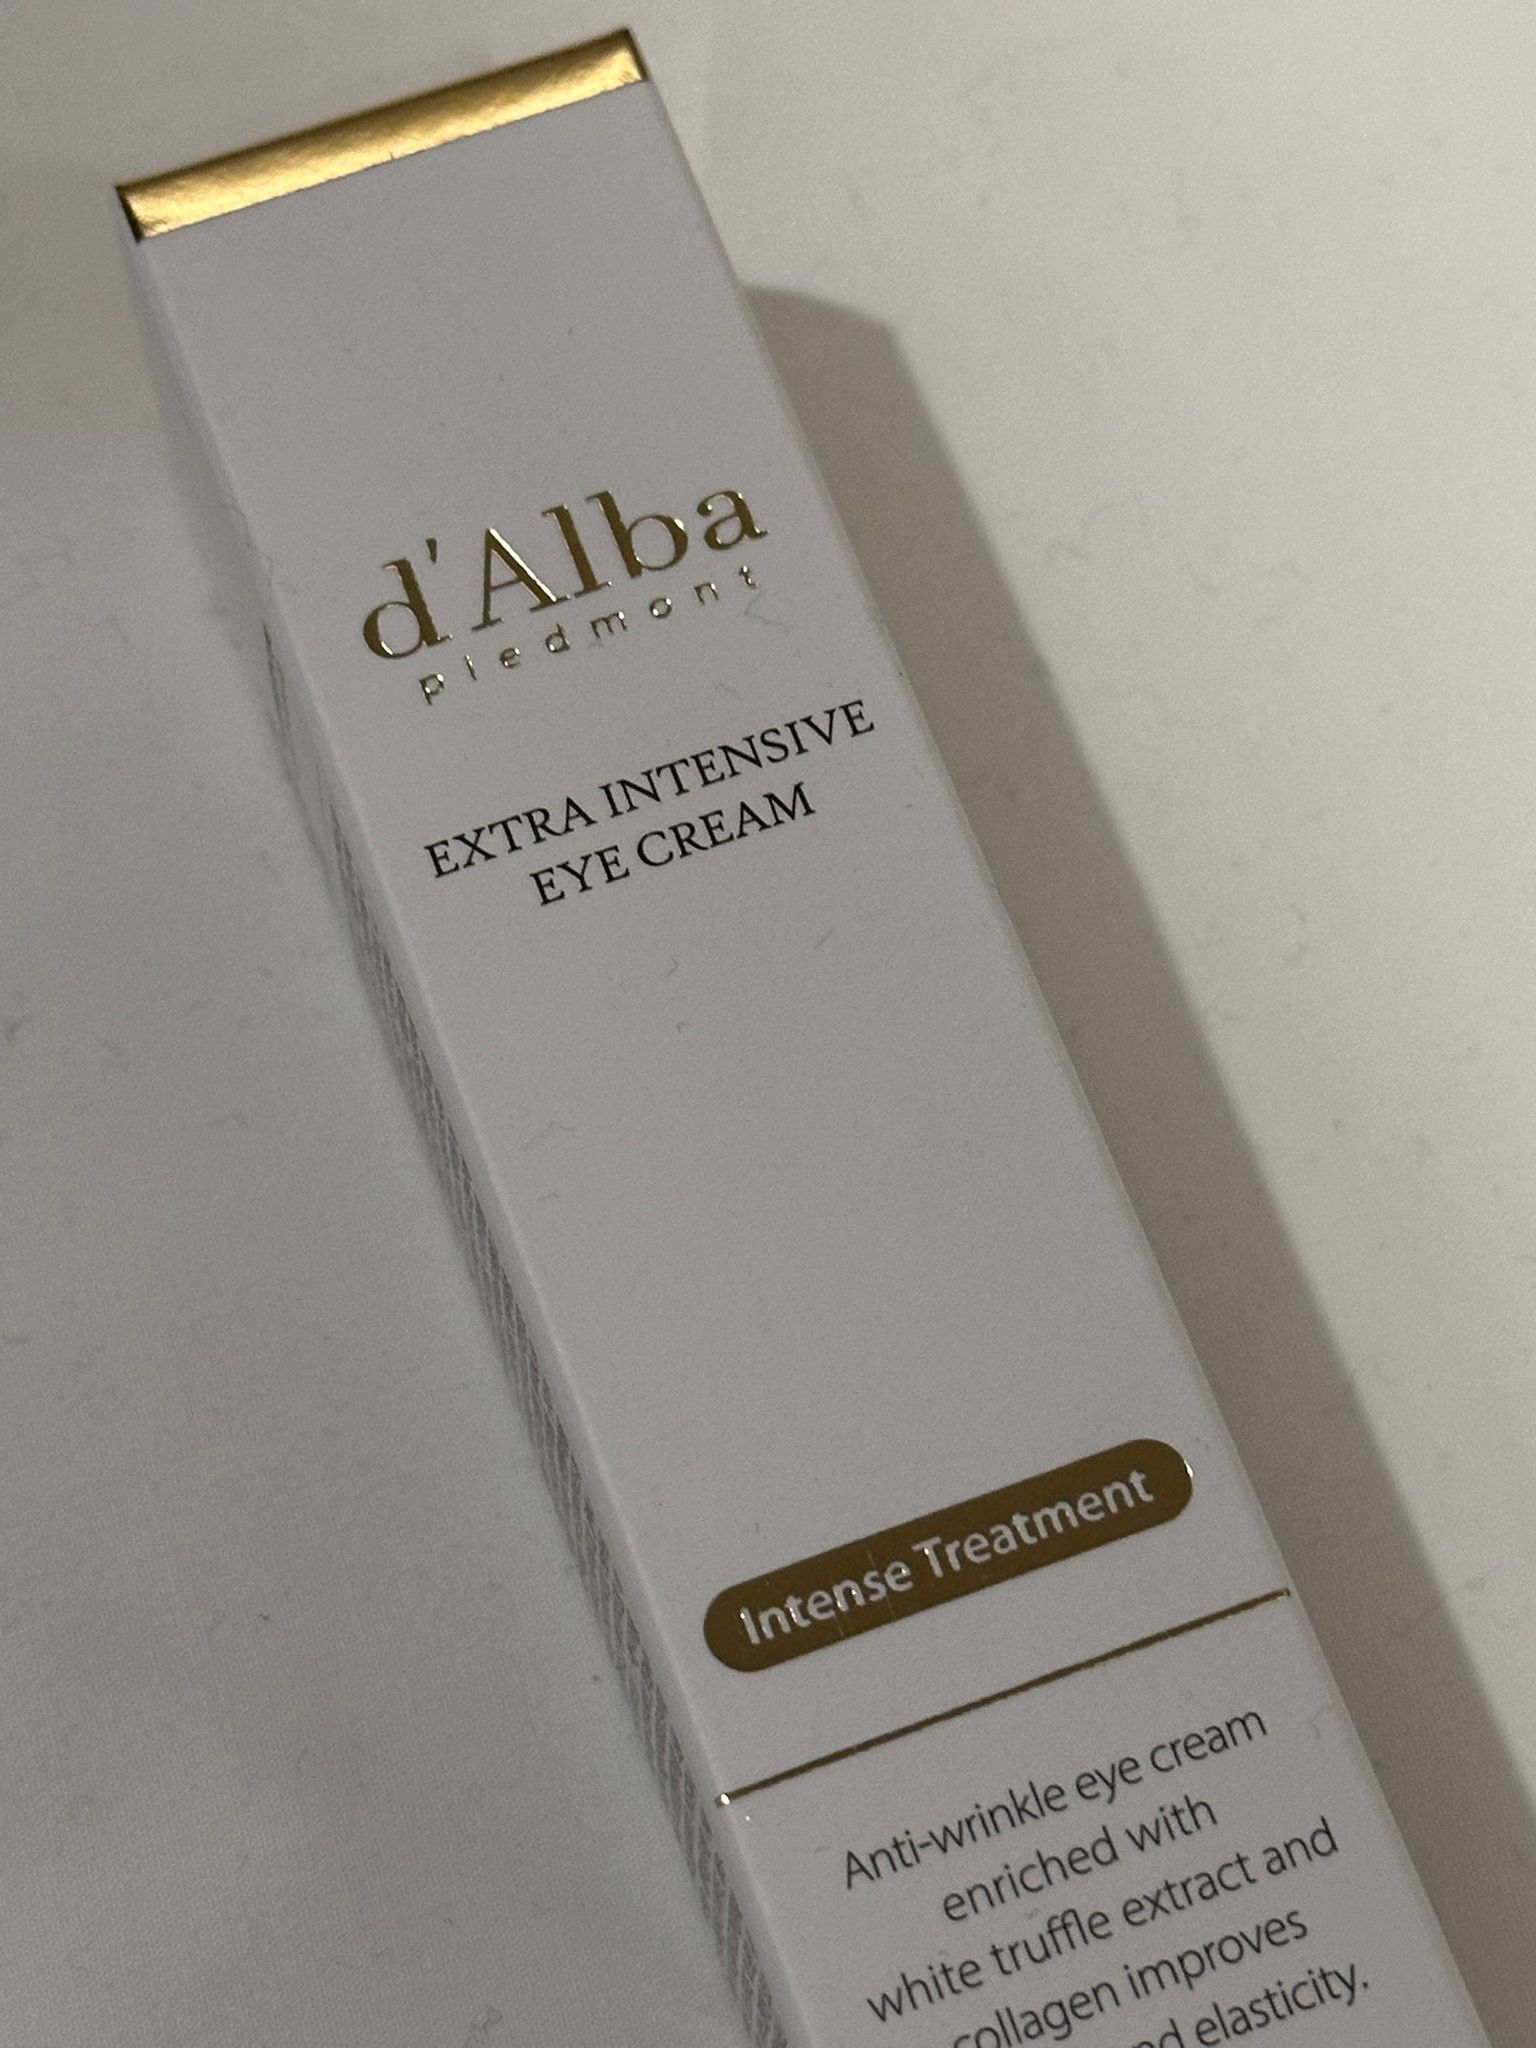 d'Alba
piedmont
EXTRA INTENSIVE
EYE CREAM
Intense Treatment
Anti-wrinkle eye cream
enriched with
white truffle extract and
collagen improves
elasticity.